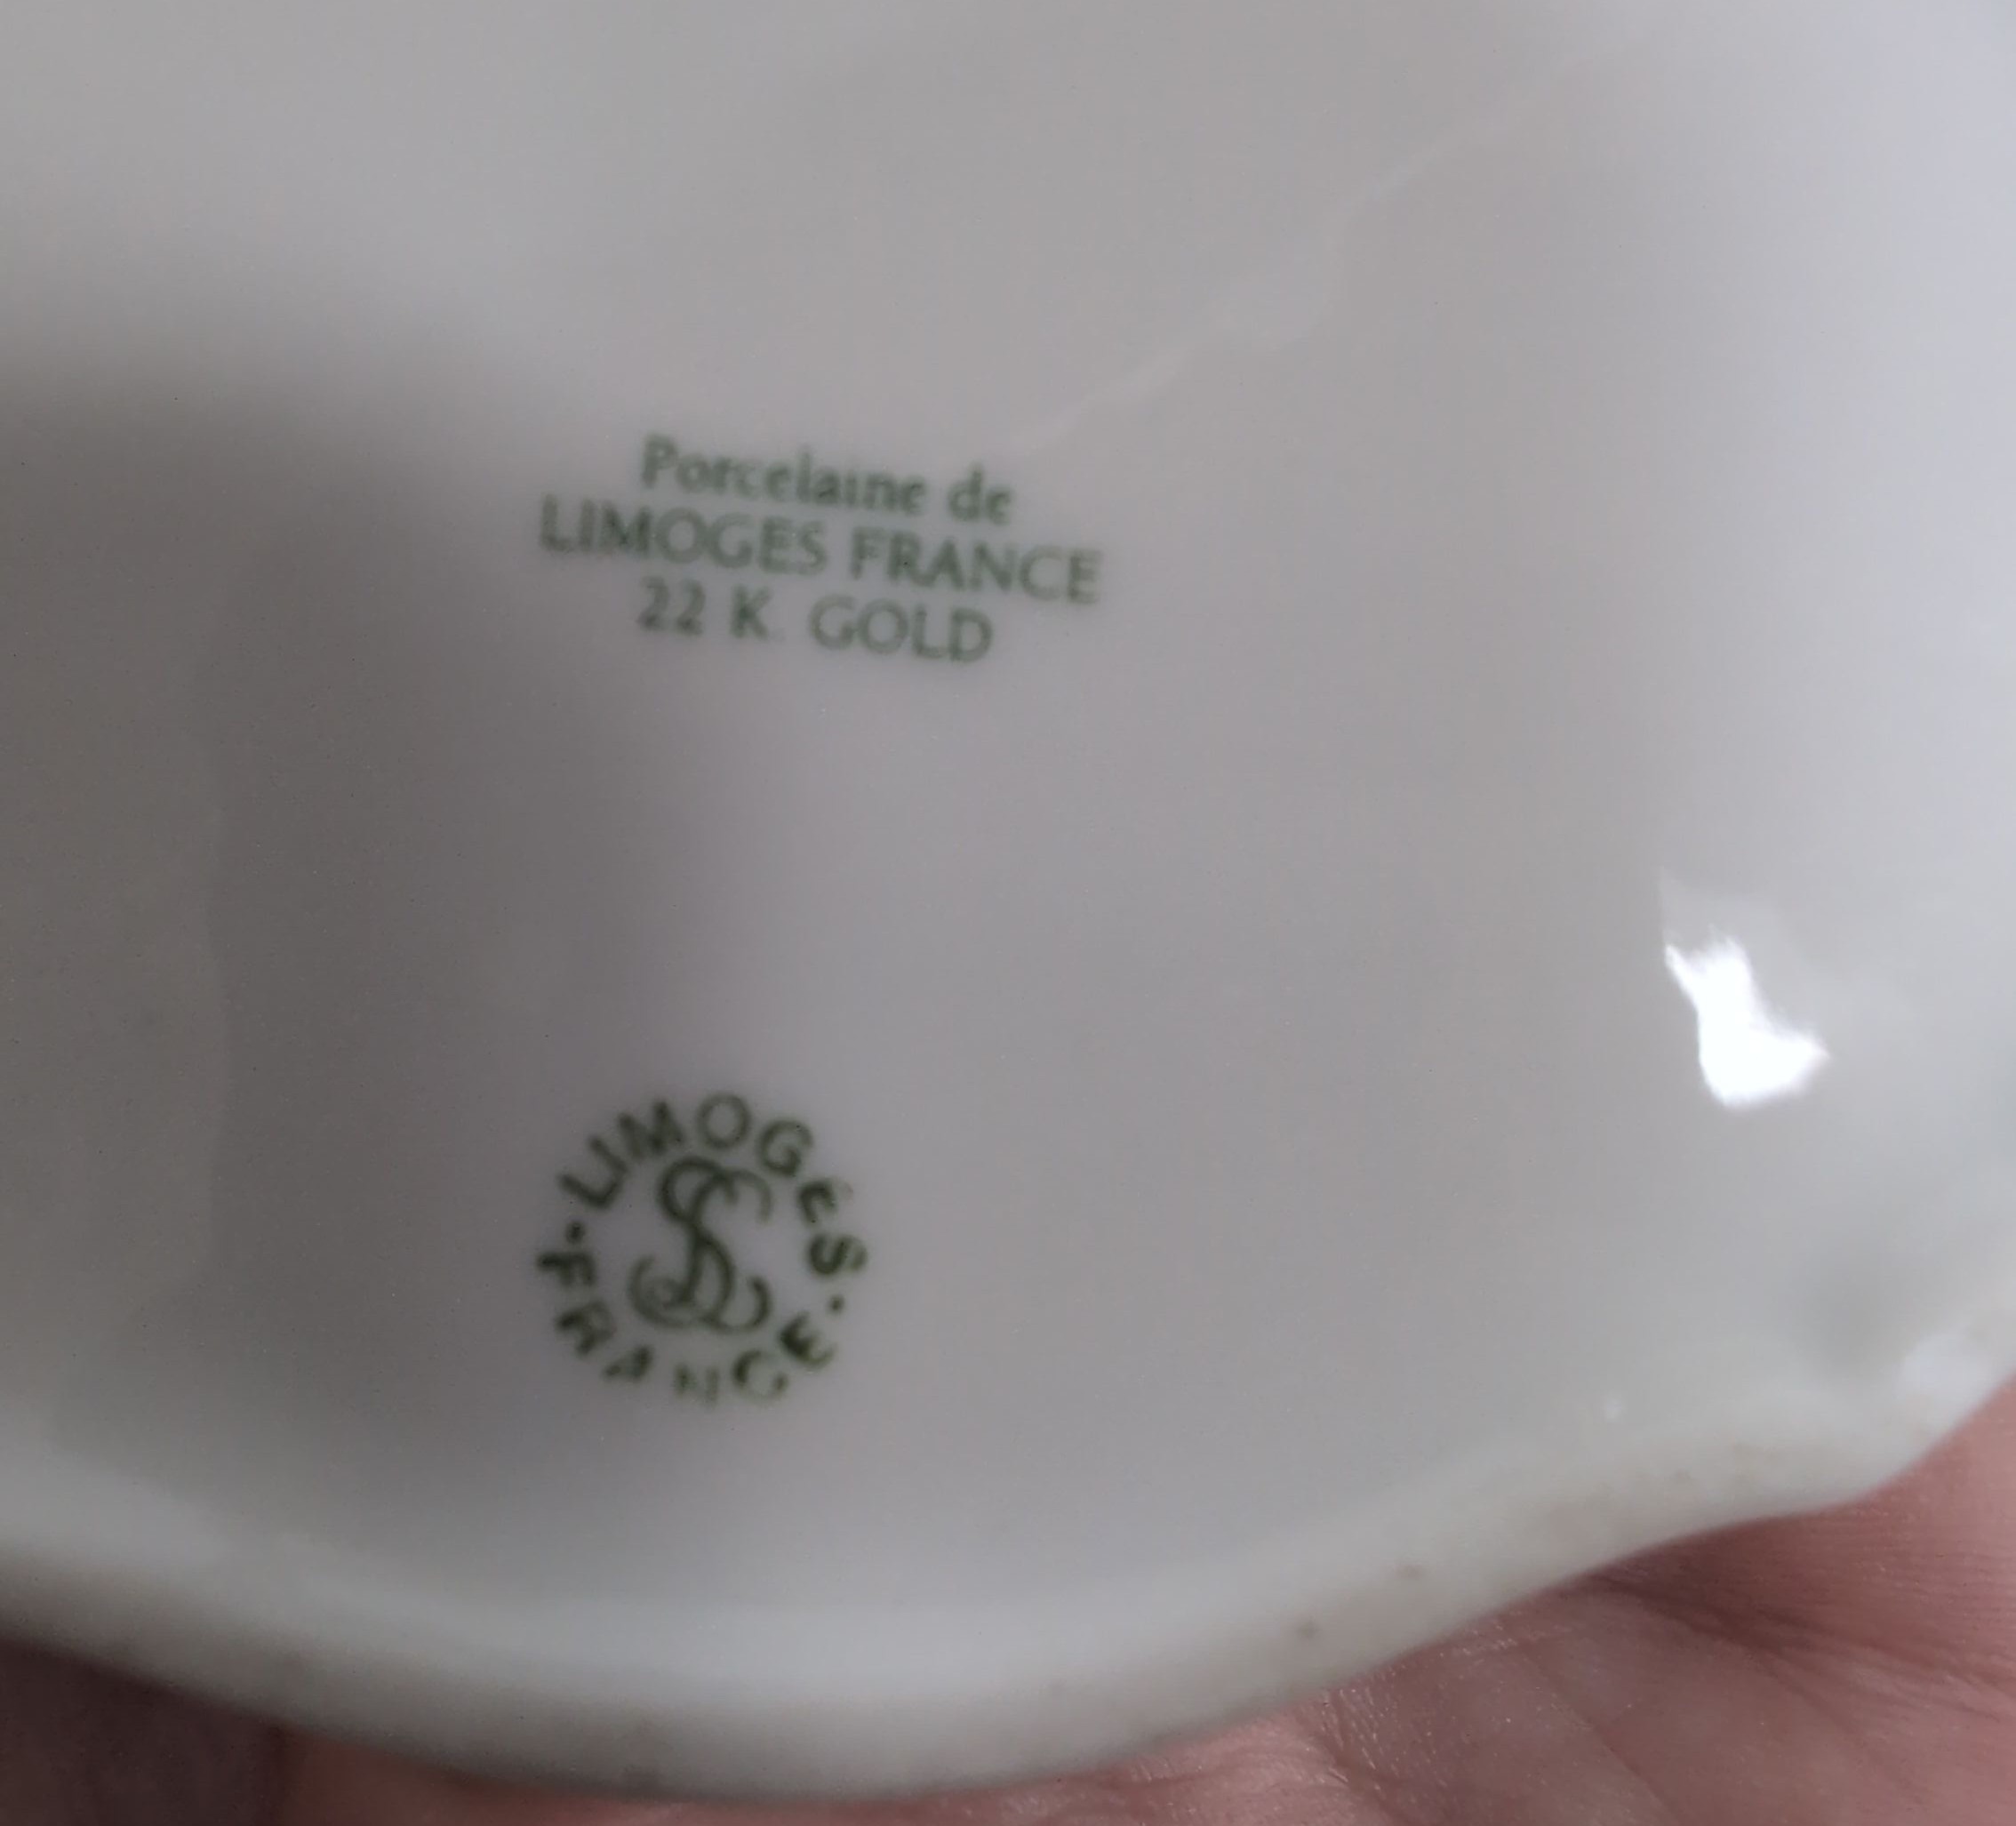 Porcelaine de
LIMOGES FRANCE
22 K. GOLD
LIMOGES
FRANCE